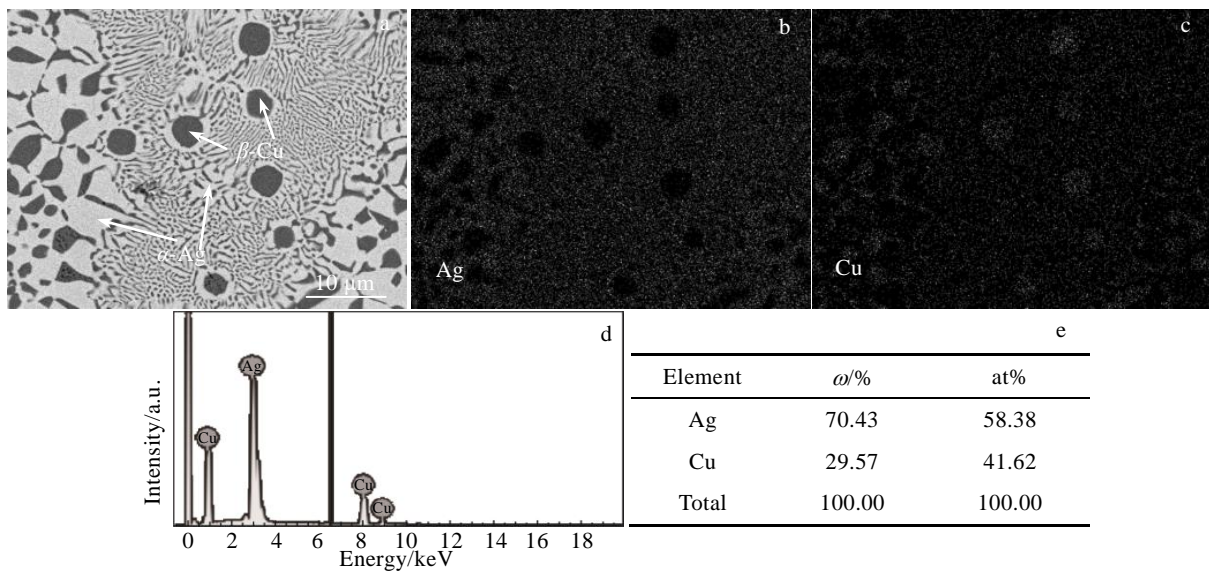 a
β-Cu
α-Ag
10 μm
b
Ag
c
Cu
d
Intensity/a.u.
Cu
Ag
Cu
Cu
0 2 4 6 8 10 12 14 16 18
Energy/keV
e
Element ω/% at%
Ag 70.43 58.38
Cu 29.57 41.62
Total 100.00 100.00